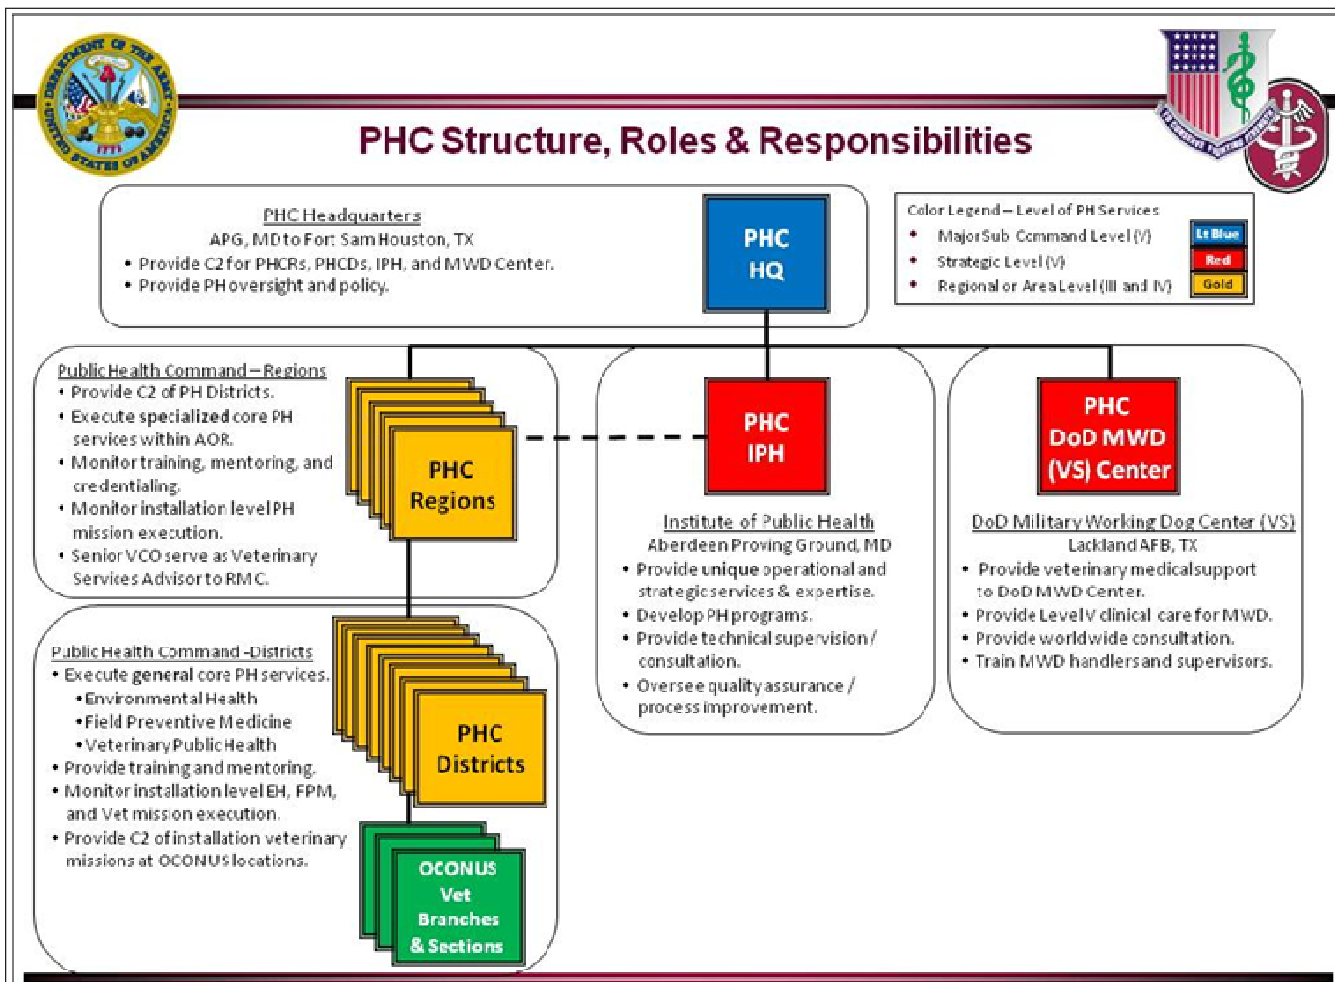 DEPARTMENT OF THE ARMY
UNITED STATES OF AMERICA
PHC Structure, Roles & Responsibilities
PHC Headquarters
APG, MD to Fort Sam Houston, TX
• Provide C2 for PHCRs, PHCDs, IPH, and MWD Center.
• Provide PH oversight and policy.
PHC
HQ
Color Legend – Level of PH Services
• Major Sub Command Level (V)
Lt Blue
• Strategic Level (V)
Red
• Regional or Area Level (III and IV)
Gold
Public Health Command – Regions
• Provide C2 of PH Districts.
• Execute specialized core PH
services within AOR.
• Monitor training, mentoring, and
credentialing.
• Monitor installation level PH
mission execution.
• Senior VCO serve as Veterinary
Services Advisor to RMC.
PHC
Regions
PHC
IPH
Institute of Public Health
Aberdeen Proving Ground, MD
• Provide unique operational and
strategic services & expertise.
• Develop PH programs.
• Provide technical supervision /
consultation.
• Oversee quality assurance /
process improvement.
PHC
DoD MWD
(VS) Center
DoD Military Working Dog Center (VS)
Lackland AFB, TX
• Provide veterinary medical support
to DoD MWD Center.
• Provide Level V clinical care for MWD.
• Provide worldwide consultation.
• Train MWD handlers and supervisors.
Public Health Command -Districts
• Execute general core PH services.
• Environmental Health
• Field Preventive Medicine
• Veterinary Public Health
• Provide training and mentoring.
• Monitor installation level EH, FPM,
and Vet mission execution.
• Provide C2 of installation veterinary
missions at OCONUS locations.
PHC
Districts
OCONUS
Vet
Branches
& Sections